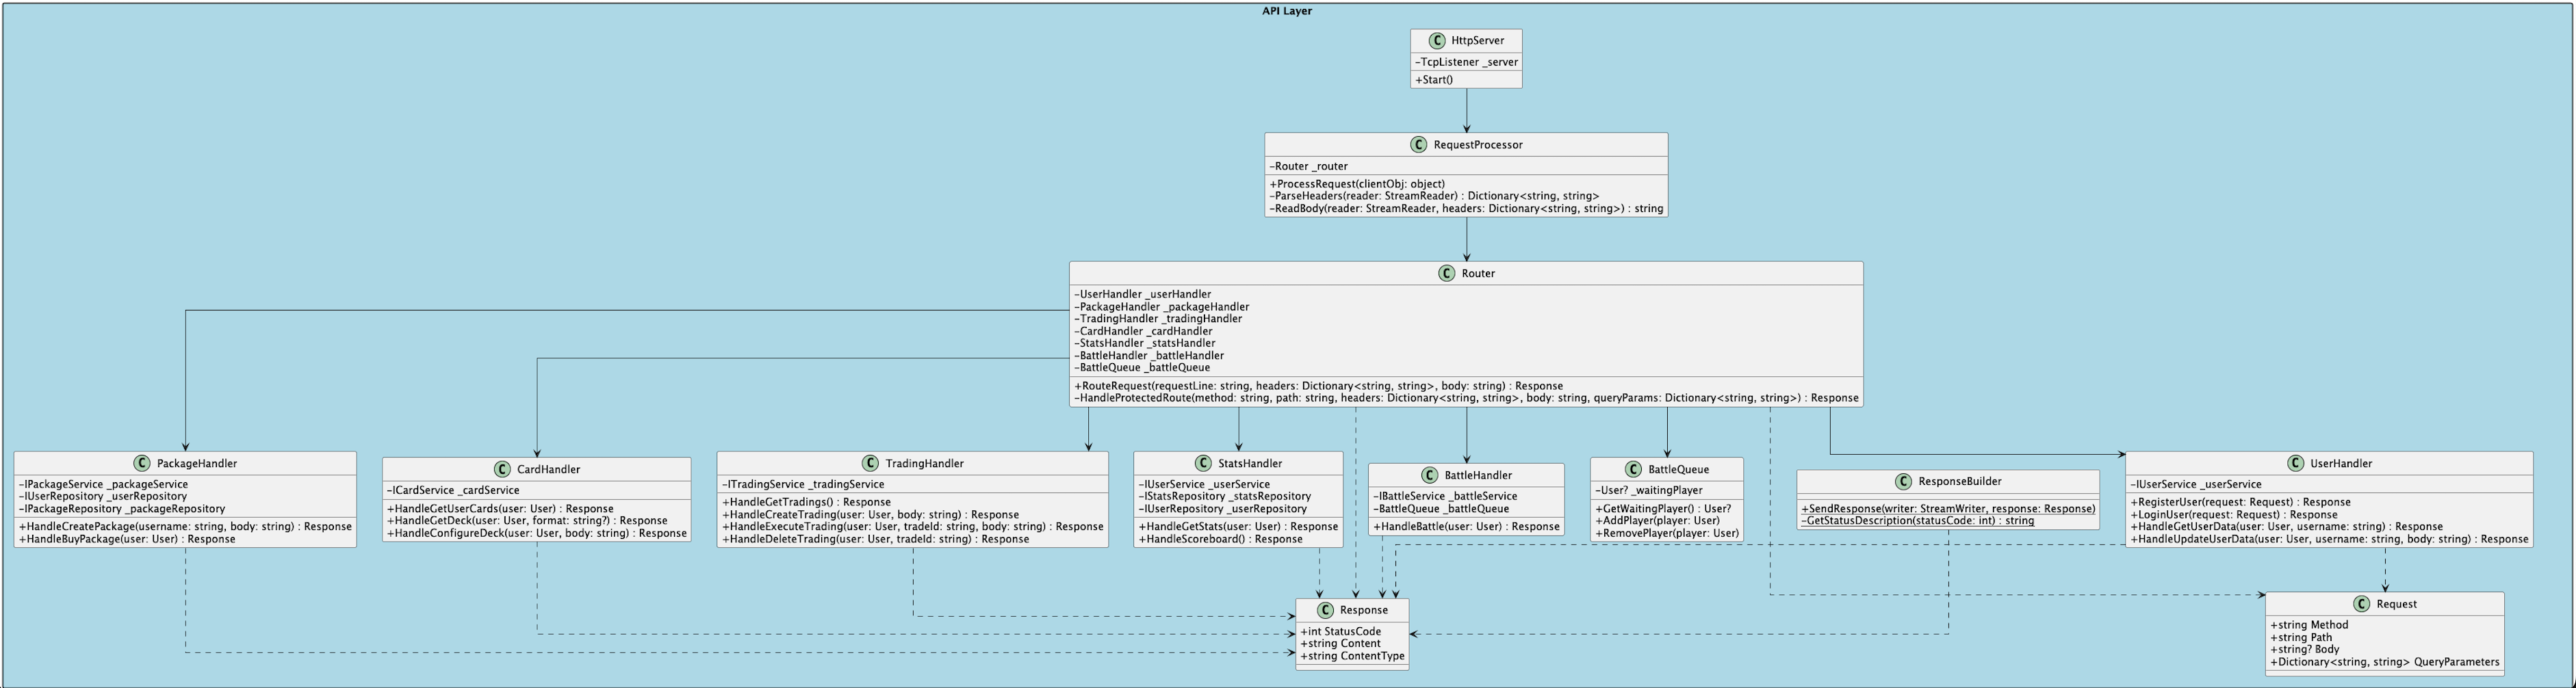 API Layer
C HttpServer
-TcpListener _server
+Start()
C RequestProcessor
-Router _router
+ProcessRequest(clientObj: object)
-ParseHeaders(reader: StreamReader) : Dictionary<string, string>
-ReadBody(reader: StreamReader, headers: Dictionary<string, string>) : string
C Router
-UserHandler _userHandler
-PackageHandler _packageHandler
-TradingHandler _tradingHandler
-CardHandler _cardHandler
-StatsHandler _statsHandler
-BattleHandler _battleHandler
-BattleQueue _battleQueue
+RouteRequest(requestLine: string, headers: Dictionary<string, string>, body: string) : Response
-HandleProtectedRoute(method: string, path: string, headers: Dictionary<string, string>, body: string, queryParams: Dictionary<string, string>) : Response
C PackageHandler
-IPackageService _packageService
-IUserRepository _userRepository
-IPackageRepository _packageRepository
+HandleCreatePackage(username: string, body: string) : Response
+HandleBuyPackage(user: User) : Response
C CardHandler
-ICardService _cardService
+HandleGetUserCards(user: User) : Response
+HandleGetDeck(user: User, format: string?) : Response
+HandleConfigureDeck(user: User, body: string) : Response
C TradingHandler
-ITradingService _tradingService
+HandleGetTradings() : Response
+HandleCreateTrading(user: User, body: string) : Response
+HandleExecuteTrading(user: User, tradeId: string, body: string) : Response
+HandleDeleteTrading(user: User, tradeId: string) : Response
C StatsHandler
-IUserService _userService
-IStatsRepository _statsRepository
-IUserRepository _userRepository
+HandleGetStats(user: User) : Response
+HandleScoreboard() : Response
C BattleHandler
-IBattleService _battleService
-BattleQueue _battleQueue
+HandleBattle(user: User) : Response
C BattleQueue
-User? _waitingPlayer
+GetWaitingPlayer() : User?
+AddPlayer(player: User)
+RemovePlayer(player: User)
C ResponseBuilder
+SendResponse(writer: StreamWriter, response: Response)
-GetStatusDescription(statusCode: int) : string
C UserHandler
-IUserService _userService
+RegisterUser(request: Request) : Response
+LoginUser(request: Request) : Response
+HandleGetUserData(user: User, username: string) : Response
+HandleUpdateUserData(user: User, username: string, body: string) : Response
C Response
+int StatusCode
+string Content
+string ContentType
C Request
+string Method
+string Path
+string? Body
+Dictionary<string, string> QueryParameters